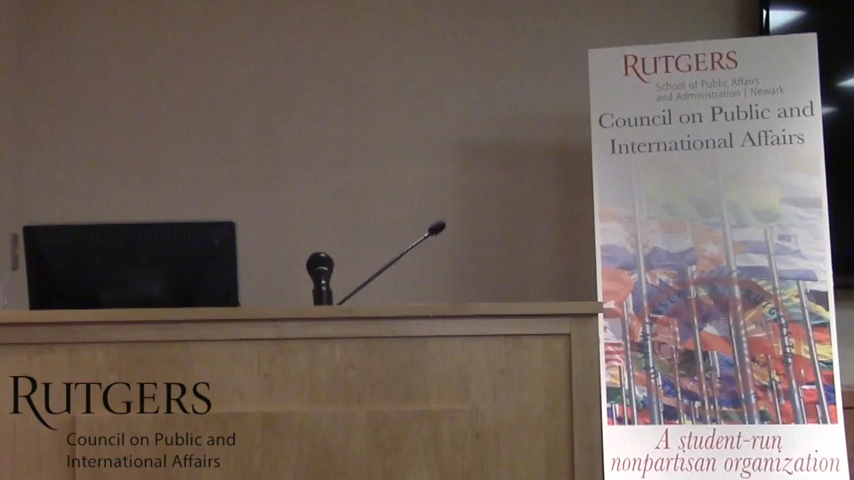 RUTGERS
School of Public Affairs
and Administration | Newark
Council on Public and
International Affairs
A student-run
nonpartisan organization
RUTGERS
Council on Public and
International Affairs